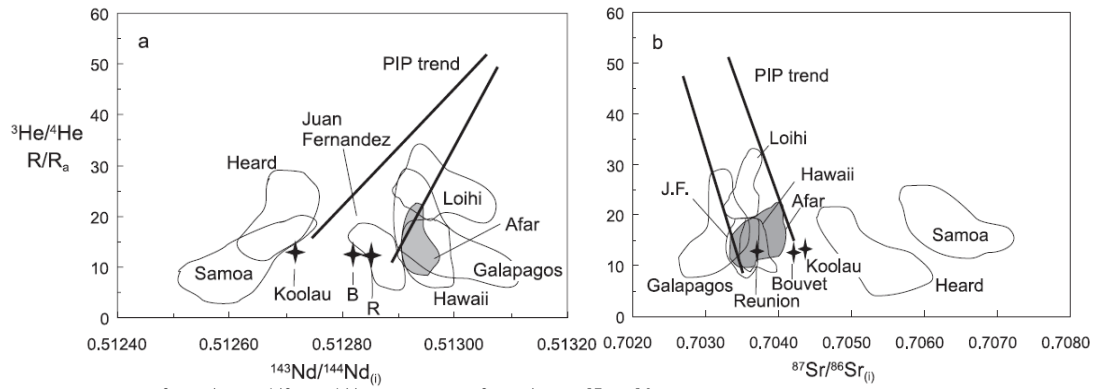 a
PIP trend
Juan
Fernandez
Heard
Loihi
Afar
Samoa
Koolau
B
R
Hawaii
Galapagos
³He/⁴He
R/Rₐ
60
50
40
30
20
10
0
0.51240
0.51260
0.51280
0.51300
0.51320
¹⁴³Nd/¹⁴⁴Nd(i)
b
PIP trend
Loihi
Hawaii
J.F.
Afar
Samoa
Koolau
Galapagos
Bouvet
Heard
Reunion
60
50
40
30
20
10
0
0.7020
0.7030
0.7040
0.7050
0.7060
0.7070
0.7080
⁸⁷Sr/⁸⁶Sr(i)